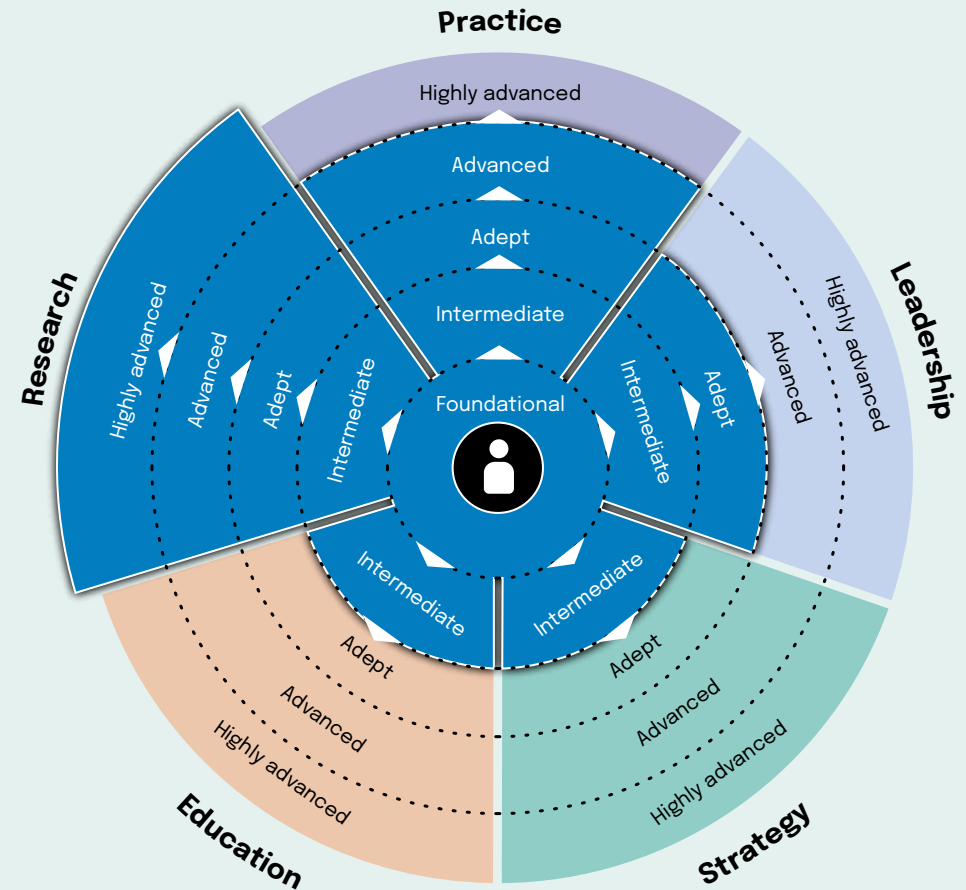 Practice
Highly advanced
Advanced
Adept
Intermediate
Foundational
Leadership
Intermediate
Adept
Advanced
Highly advanced
Strategy
Intermediate
Adept
Advanced
Highly advanced
Education
Intermediate
Adept
Advanced
Highly advanced
Research
Highly advanced
Advanced
Adept
Intermediate